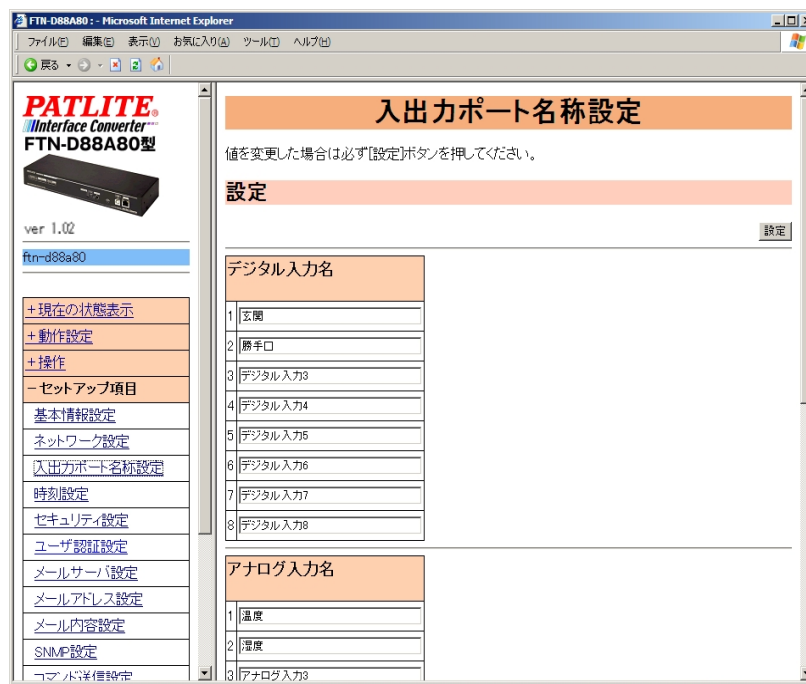 FTN-D88A80 : - Microsoft Internet Explorer
ファイル(F) 編集(E) 表示(V) お気に入り(A) ツール(T) ヘルプ(H)
戻る
PATLITE®
Interface Converter
FTN-D88A80型
ver 1.02
ftn-d88a80
+現在の状態表示
+動作設定
+操作
-セットアップ項目
基本情報設定
ネットワーク設定
入出力ポート名称設定
時刻設定
セキュリティ設定
ユーザ認証設定
メールサーバ設定
メールアドレス設定
メール内容設定
SNMP設定
コマンド送信設定
入出力ポート名称設定
値を変更した場合は必ず[設定]ボタンを押してください。
設定
設定
デジタル入力名
1 玄関
2 勝手口
3 デジタル入力3
4 デジタル入力4
5 デジタル入力5
6 デジタル入力6
7 デジタル入力7
8 デジタル入力8
アナログ入力名
1 温度
2 湿度
3 アナログ入力3